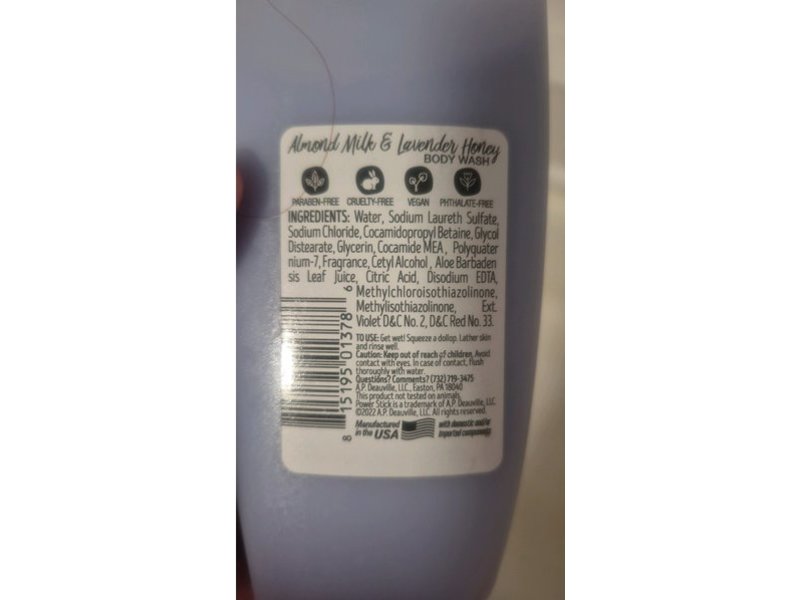 Almond Milk & Lavender Honey
BODY WASH
PARABEN-FREE CRUELTY-FREE VEGAN PHTHALATE-FREE
INGREDIENTS: Water, Sodium Laureth Sulfate,
Sodium Chloride, Cocamidopropyl Betaine, Glycol
Distearate, Glycerin, Cocamide MEA, Polyquater
nium-7, Fragrance, Cetyl Alcohol, Aloe Barbaden
sis Leaf Juice, Citric Acid, Disodium EDTA,
Methylchloroisothiazolinone,
Methylisothiazolinone, Ext.
Violet D&C No. 2, D&C Red No. 33.
TO USE: Get wet! Squeeze a dollop. Lather skin
and rinse well.
Caution: Keep out of reach of children. Avoid
contact with eyes. In case of contact, flush
thoroughly with water.
Questions? Comments? (732) 719-3475
A.P. Deauville, LLC., Easton, PA 18040
This product not tested on animals.
Power Stick is a trademark of A.P. Deauville, LLC.
©2022 A.P. Deauville, LLC. All rights reserved.
Manufactured with domestic and/or
in the USA imported components
8 15195 01378 6